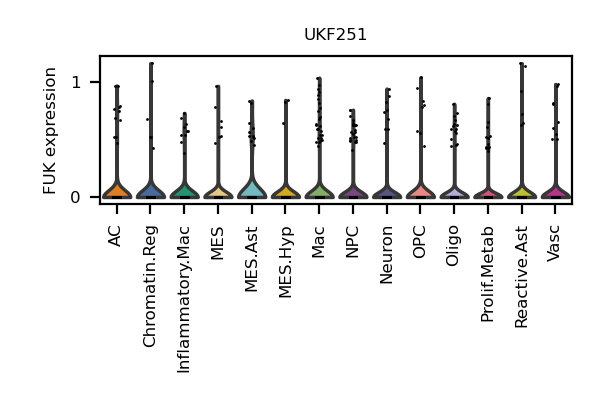 UKF251
FUK expression
1
0
AC
Chromatin.Reg
Inflammatory.Mac
MES
MES.Ast
MES.Hyp
Mac
NPC
Neuron
OPC
Oligo
Prolif.Metab
Reactive.Ast
Vasc